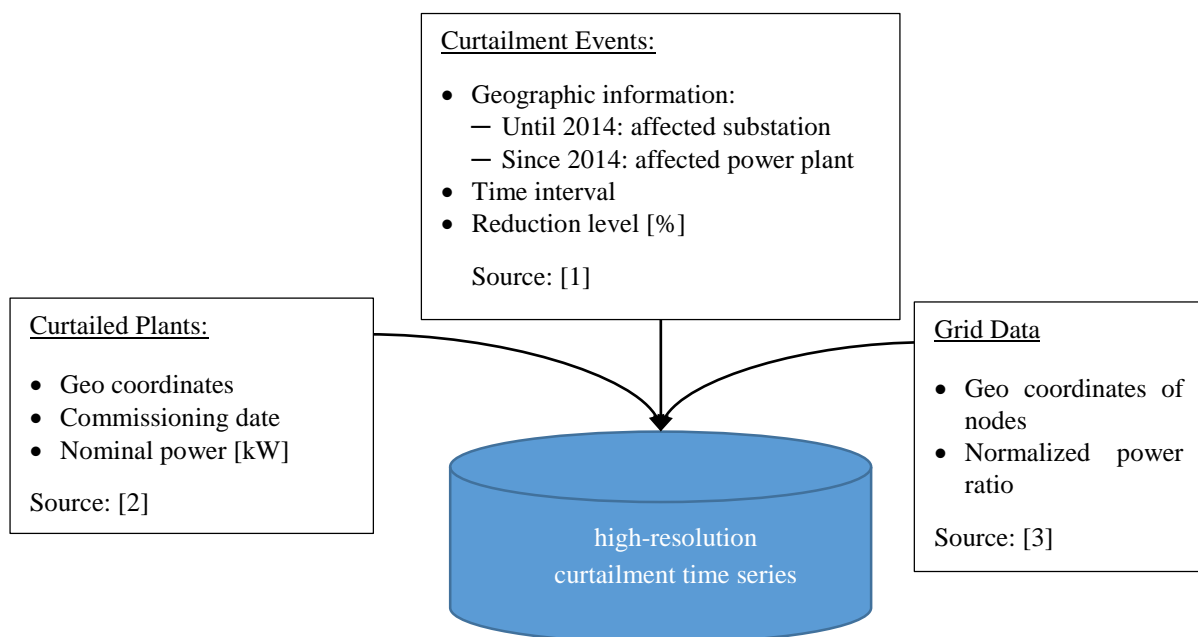 Curtailment Events:
• Geographic information:
─ Until 2014: affected substation
─ Since 2014: affected power plant
• Time interval
• Reduction level [%]
Source: [1]
Curtailed Plants:
• Geo coordinates
• Commissioning date
• Nominal power [kW]
Source: [2]
Grid Data
• Geo coordinates of
nodes
• Normalized power
ratio
Source: [3]
high-resolution
curtailment time series